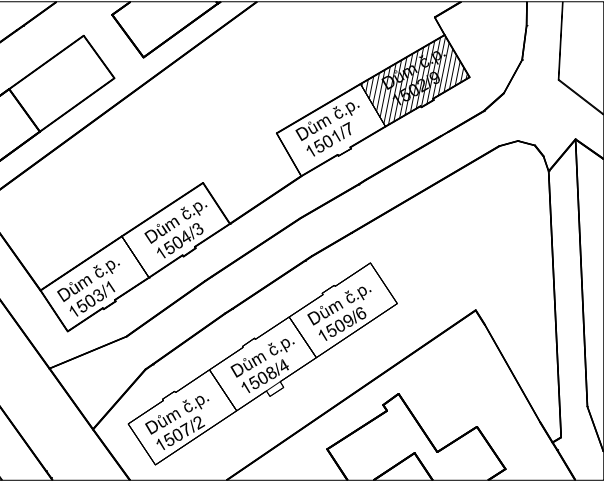 Dům č.p.
1502/9
Dům č.p.
1501/7
Dům č.p.
1504/3
Dům č.p.
1503/1
Dům č.p.
1509/6
Dům č.p.
1508/4
Dům č.p.
1507/2